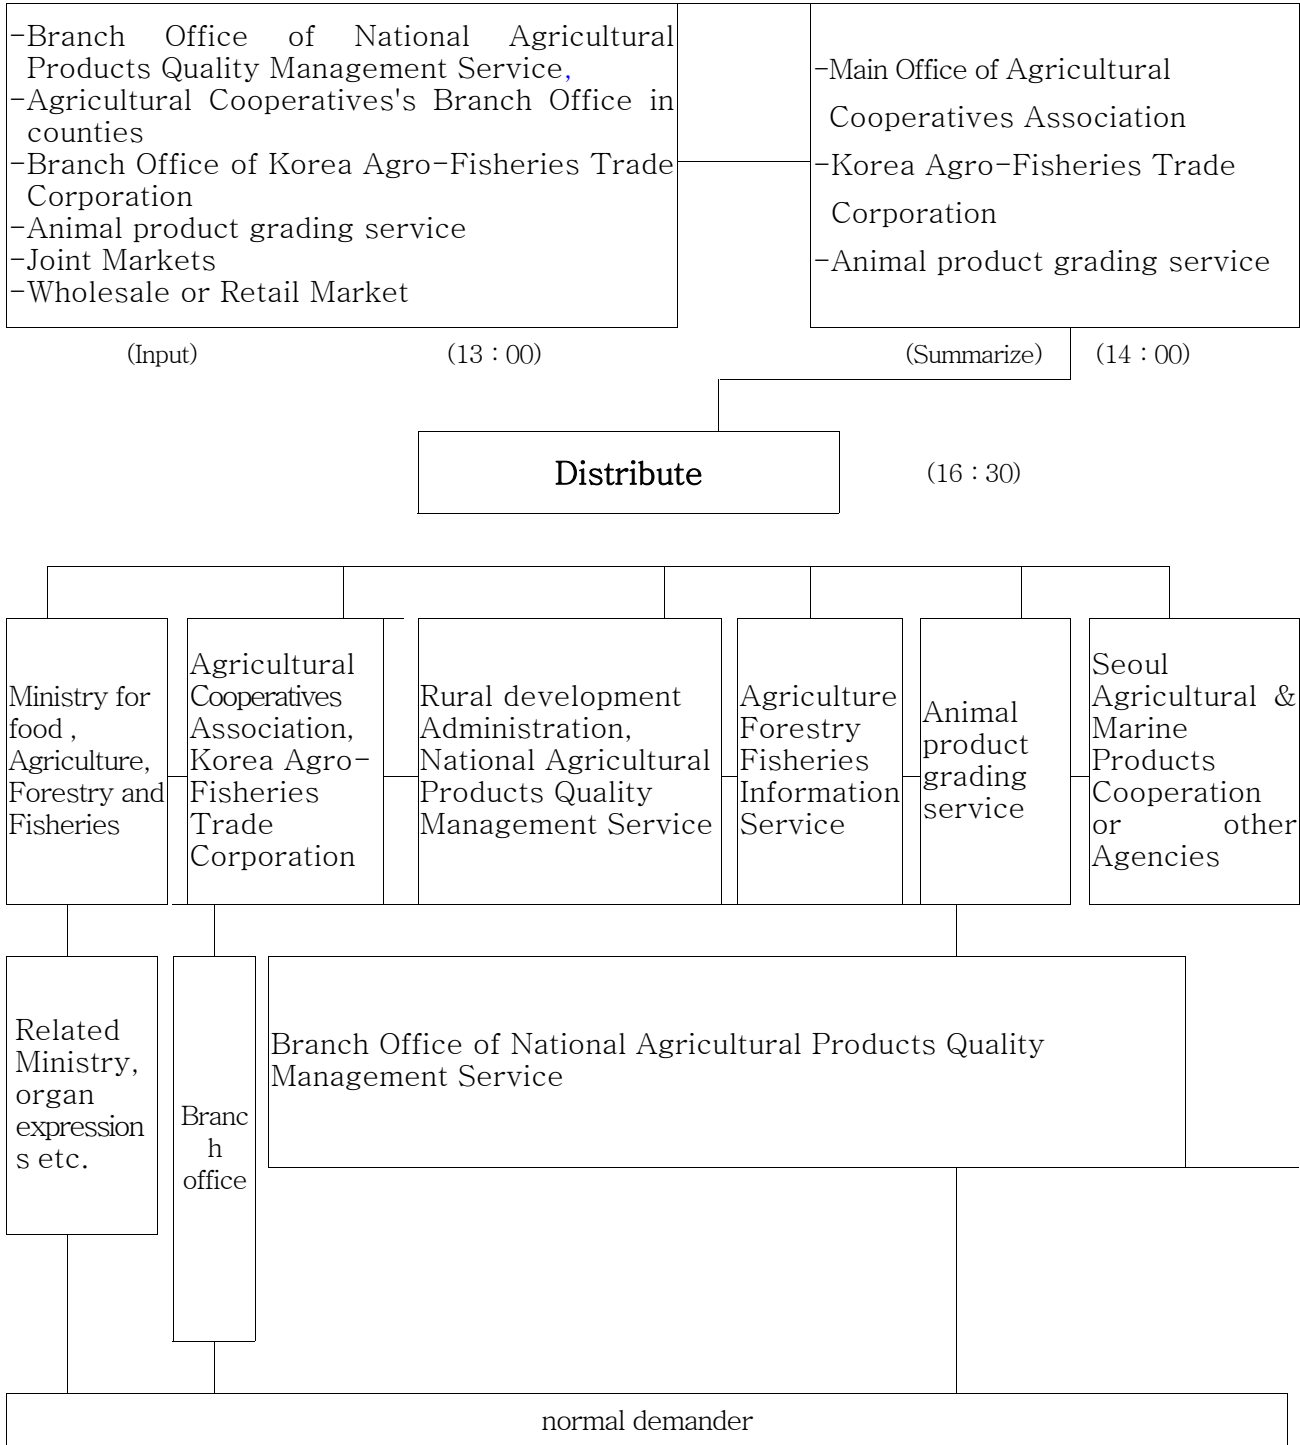 -Branch Office of National Agricultural
Products Quality Management Service,
-Agricultural Cooperatives's Branch Office in
counties
-Branch Office of Korea Agro-Fisheries Trade
Corporation
-Animal product grading service
-Joint Markets
-Wholesale or Retail Market
-Main Office of Agricultural
Cooperatives Association
-Korea Agro-Fisheries Trade
Corporation
-Animal product grading service
(Input) (13 : 00) (Summarize) (14 : 00)
Distribute (16 : 30)
Ministry for
food ,
Agriculture,
Forestry and
Fisheries
Agricultural
Cooperatives
Association,
Korea Agro-
Fisheries
Trade
Corporation
Rural development
Administration,
National Agricultural
Products Quality
Management Service
Agriculture
Forestry
Fisheries
Information
Service
Animal
product
grading
service
Seoul
Agricultural &
Marine
Products
Cooperation
or other
Agencies
Related
Ministry,
organ
expression
s etc.
Branc
h
office
Branch Office of National Agricultural Products Quality
Management Service
normal demander